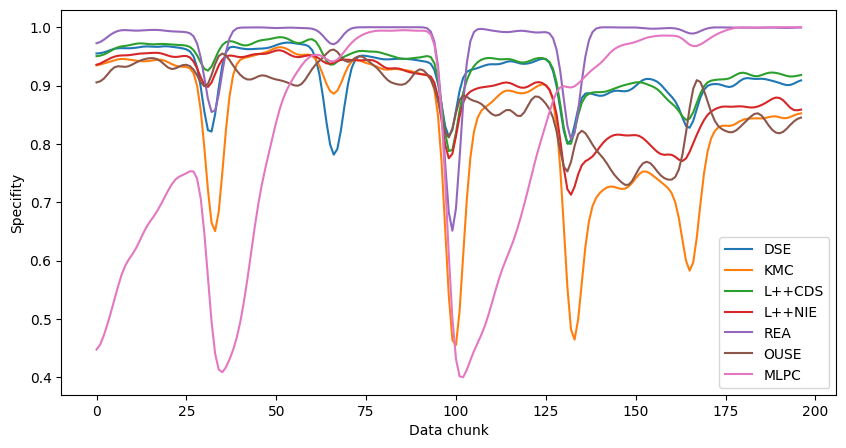 1.0
0.9
0.8
0.7
0.6
0.5
0.4
Specifity
0
25
50
75
100
125
150
175
200
Data chunk
DSE
KMC
L++CDS
L++NIE
REA
OUSE
MLPC